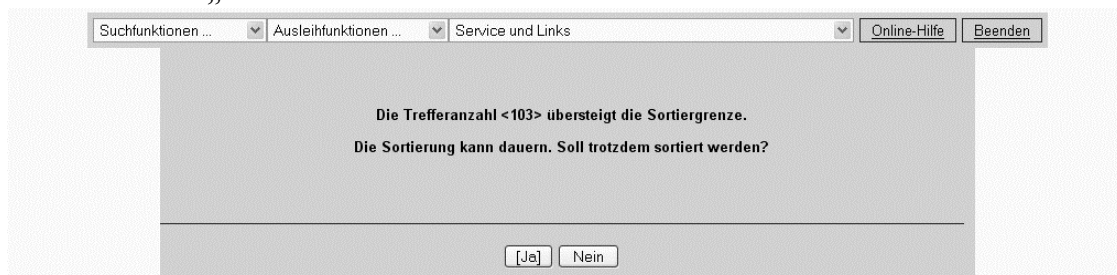 „
Suchfunktionen ... Ausleihfunktionen ... Service und Links Online-Hilfe Beenden
Die Trefferanzahl <103> übersteigt die Sortiergrenze.
Die Sortierung kann dauern. Soll trotzdem sortiert werden?
[Ja] Nein